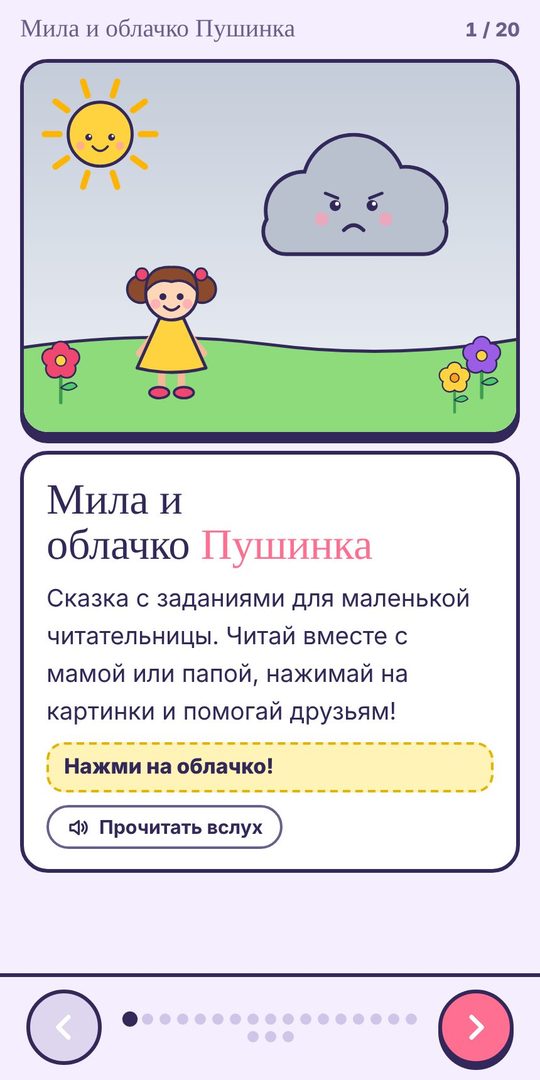 Мила и облачко Пушинка
1 / 20
Мила и
облачко Пушинка
Сказка с заданиями для маленькой
читательницы. Читай вместе с
мамой или папой, нажимай на
картинки и помогай друзьям!
Нажми на облачко!
Прочитать вслух